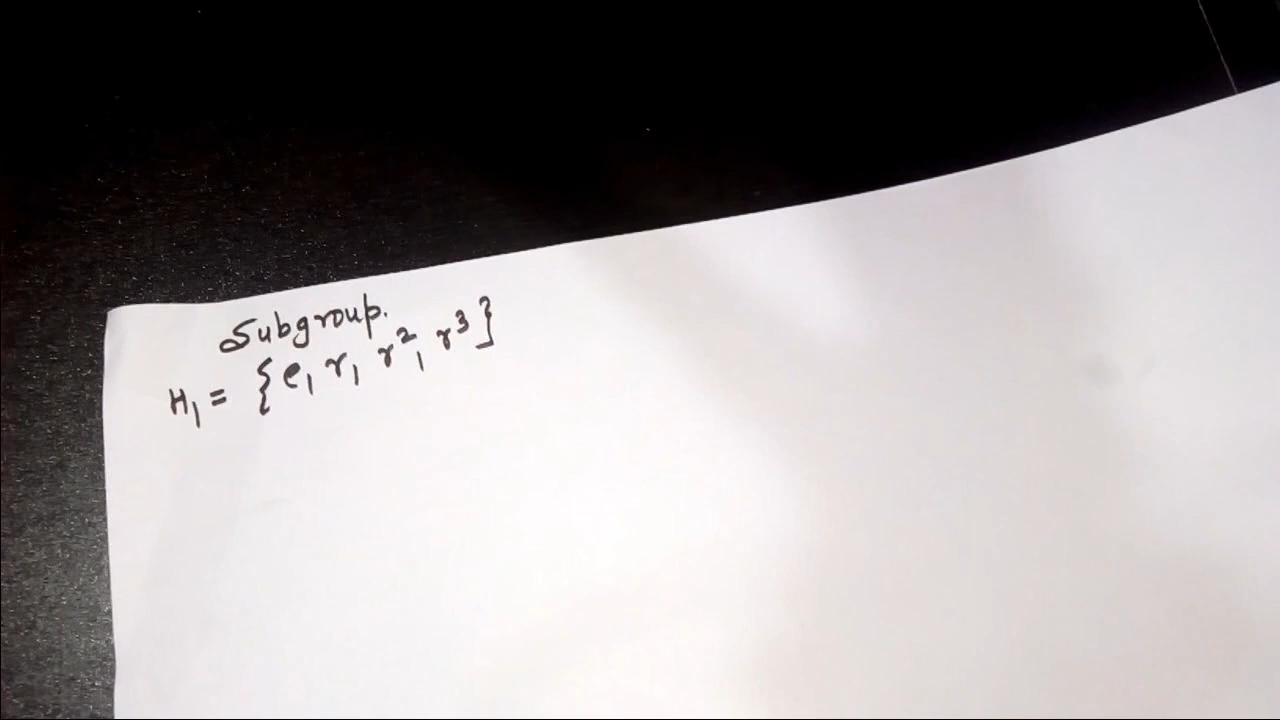 Subgroup.
H₁ = {e, r, r², r³}